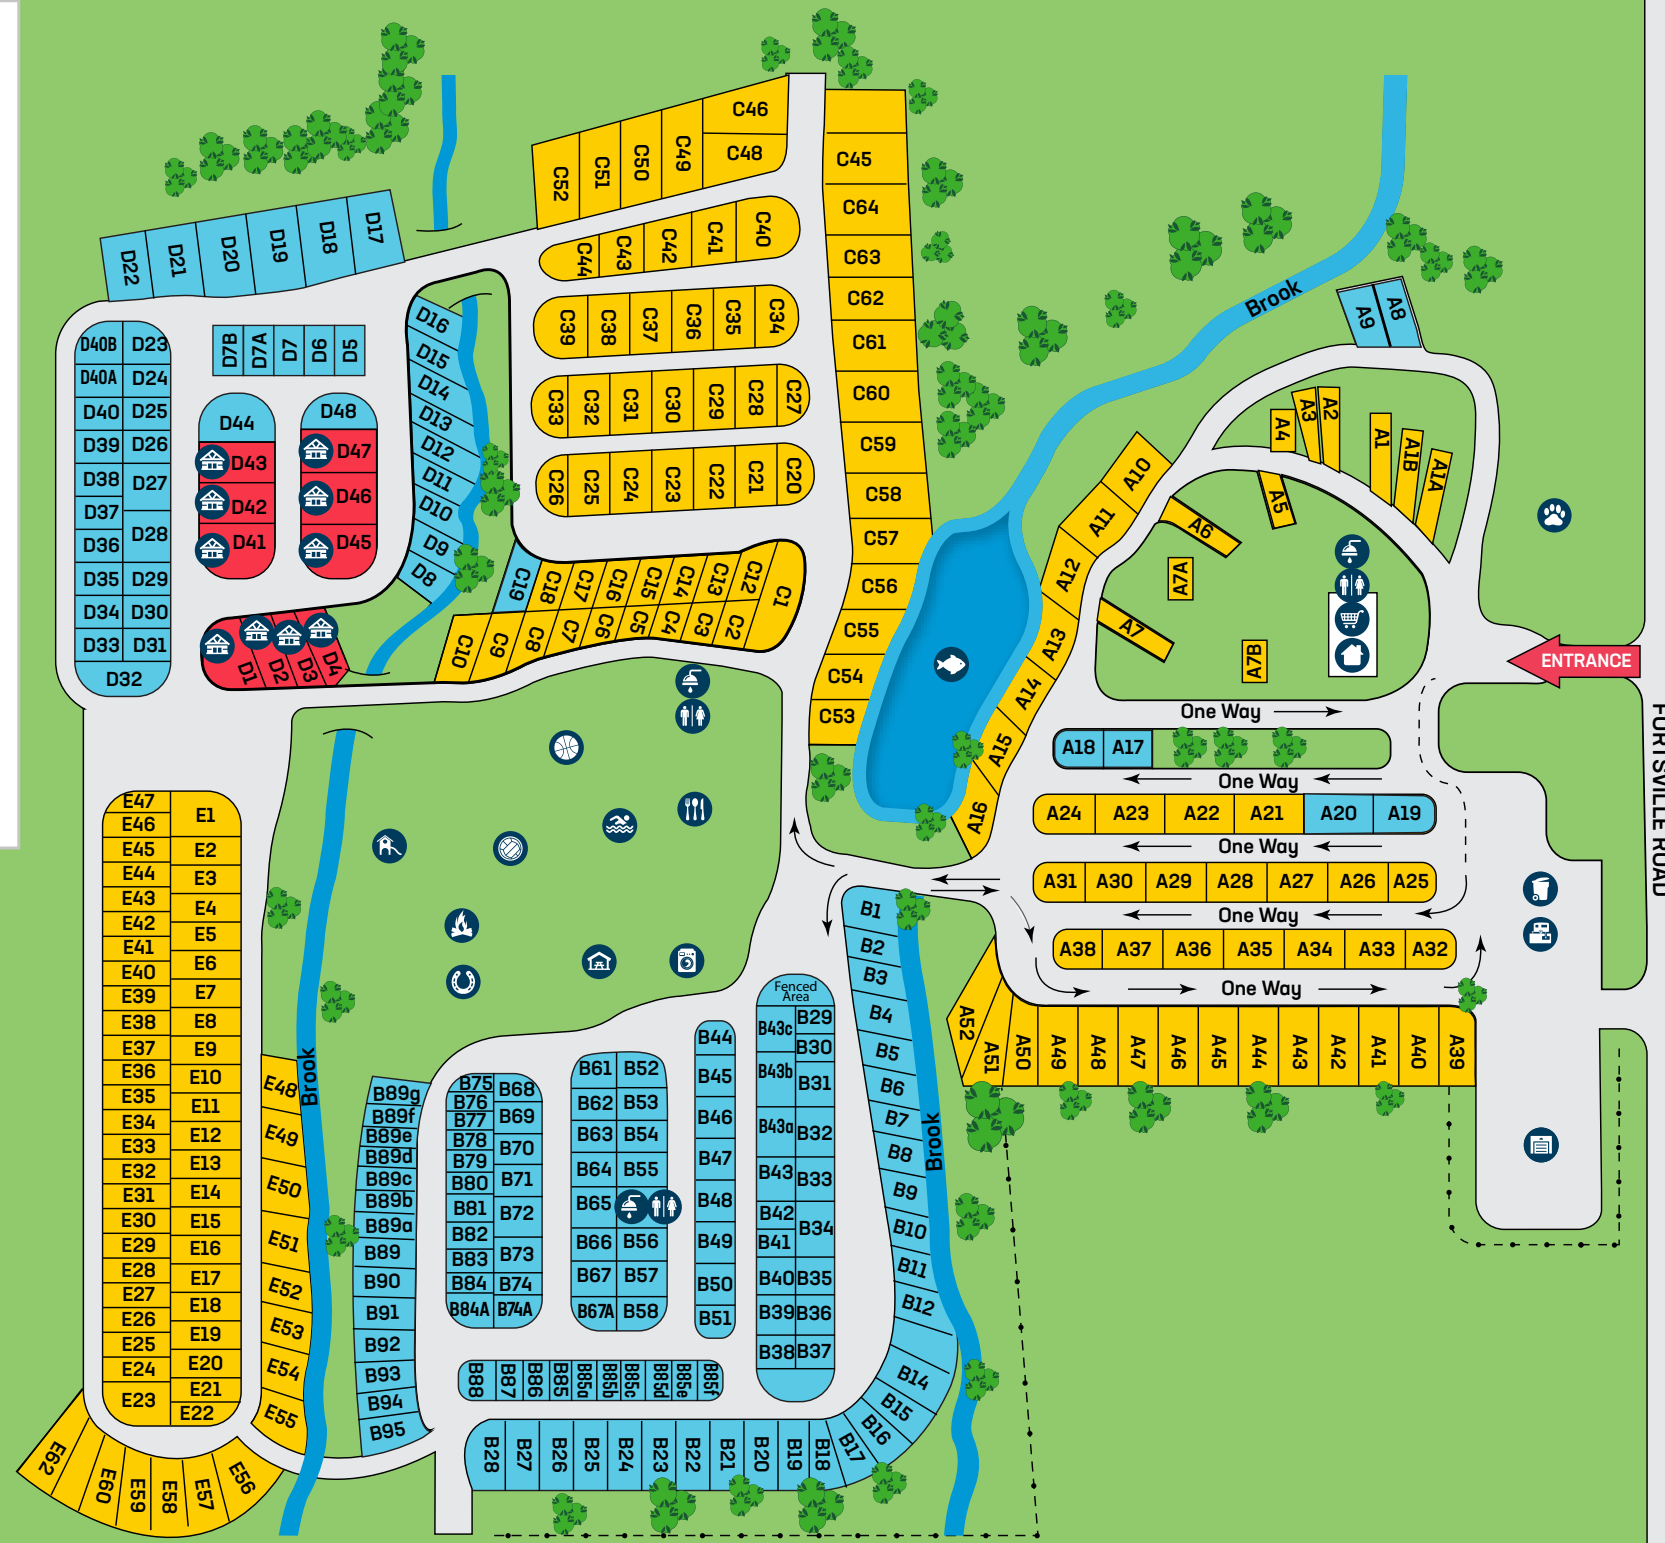 C46
C48
C49
C50
C51
C52
C45
C64
C63
C62
C61
C60
C59
C58
C57
C56
C55
C54
C53
C40
C41
C42
C43
C44
C39
C38
C37
C36
C35
C34
C33
C32
C31
C30
C29
C28
C27
C26
C25
C24
C23
C22
C21
C20
C19
C18
C17
C16
C15
C14
C13
C12
C1
C10
C9
C8
C7
C6
C5
C4
C3
C2
D22
D21
D20
D19
D18
D17
D16
D15
D14
D13
D12
D11
D10
D9
D8
D7B
D7A
D7
D6
D5
D40B
D23
D40A
D24
D40
D25
D39
D26
D38
D27
D37
D28
D36
D35
D29
D34
D30
D33
D31
D32
D44
D43
D42
D41
D48
D47
D46
D45
D1
D2
D3
D4
Brook
A9
A8
A10
A11
A12
A13
A14
A15
A16
A4
A3
A2
A1
A1B
A1A
A5
A6
A7A
A7
A7B
ENTRANCE
FORTSVILLE ROAD
One Way
A18
A17
One Way
A24
A23
A22
A21
A20
A19
One Way
A31
A30
A29
A28
A27
A26
A25
One Way
A38
A37
A36
A35
A34
A33
A32
One Way
A52
A51
A50
A49
A48
A47
A46
A45
A44
A43
A42
A41
A40
A39
E47
E46
E45
E44
E43
E42
E41
E40
E39
E38
E37
E36
E35
E34
E33
E32
E31
E30
E29
E28
E27
E26
E25
E24
E23
E1
E2
E3
E4
E5
E6
E7
E8
E9
E10
E11
E12
E13
E14
E15
E16
E17
E18
E19
E20
E21
E22
E48
E49
E50
E51
E52
E53
E54
E55
E56
E57
E58
E59
E60
E62
Brook
B89g
B89f
B89e
B89d
B89c
B89b
B89a
B89
B90
B91
B92
B93
B94
B95
B75
B76
B77
B78
B79
B80
B81
B82
B83
B84
B84A
B68
B69
B70
B71
B72
B73
B74
B74A
B61
B52
B62
B53
B63
B54
B64
B55
B65
B66
B56
B67
B57
B67A
B58
B44
B45
B46
B47
B48
B49
B50
B51
Fenced
Area
B43c
B29
B30
B43b
B31
B43a
B32
B43
B33
B42
B34
B41
B40
B35
B39
B36
B38
B37
B88
B87
B86
B85
B85a
B85b
B85c
B85d
B85e
B85f
B1
B2
B3
B4
B5
B6
B7
B8
B9
B10
B11
B12
B14
B15
B16
B17
B18
B19
B20
B21
B22
B23
B24
B25
B26
B27
B28
Brook